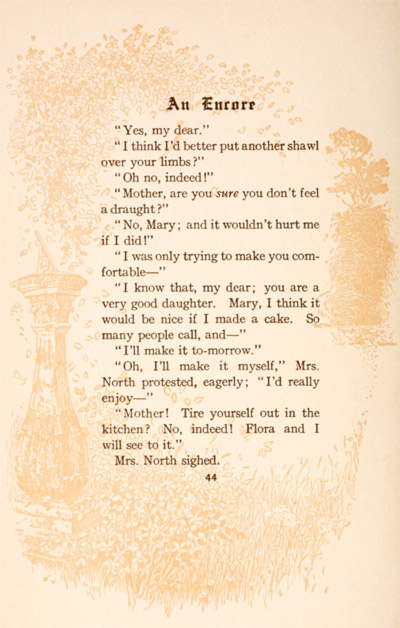 An Encore
“Yes, my dear.”
“I think I’d better put another shawl
over your limbs?”
“Oh no, indeed!”
“Mother, are you sure you don’t feel
a draught?”
“No, Mary; and it wouldn’t hurt me
if I did!”
“I was only trying to make you com-
fortable—”
“I know that, my dear; you are a
very good daughter. Mary, I think it
would be nice if I made a cake. So
many people call, and—”
“I’ll make it to-morrow.”
“Oh, I’ll make it myself,” Mrs.
North protested, eagerly; “I’d really
enjoy—”
“Mother! Tire yourself out in the
kitchen? No, indeed! Flora and I
will see to it.”
Mrs. North sighed.
44